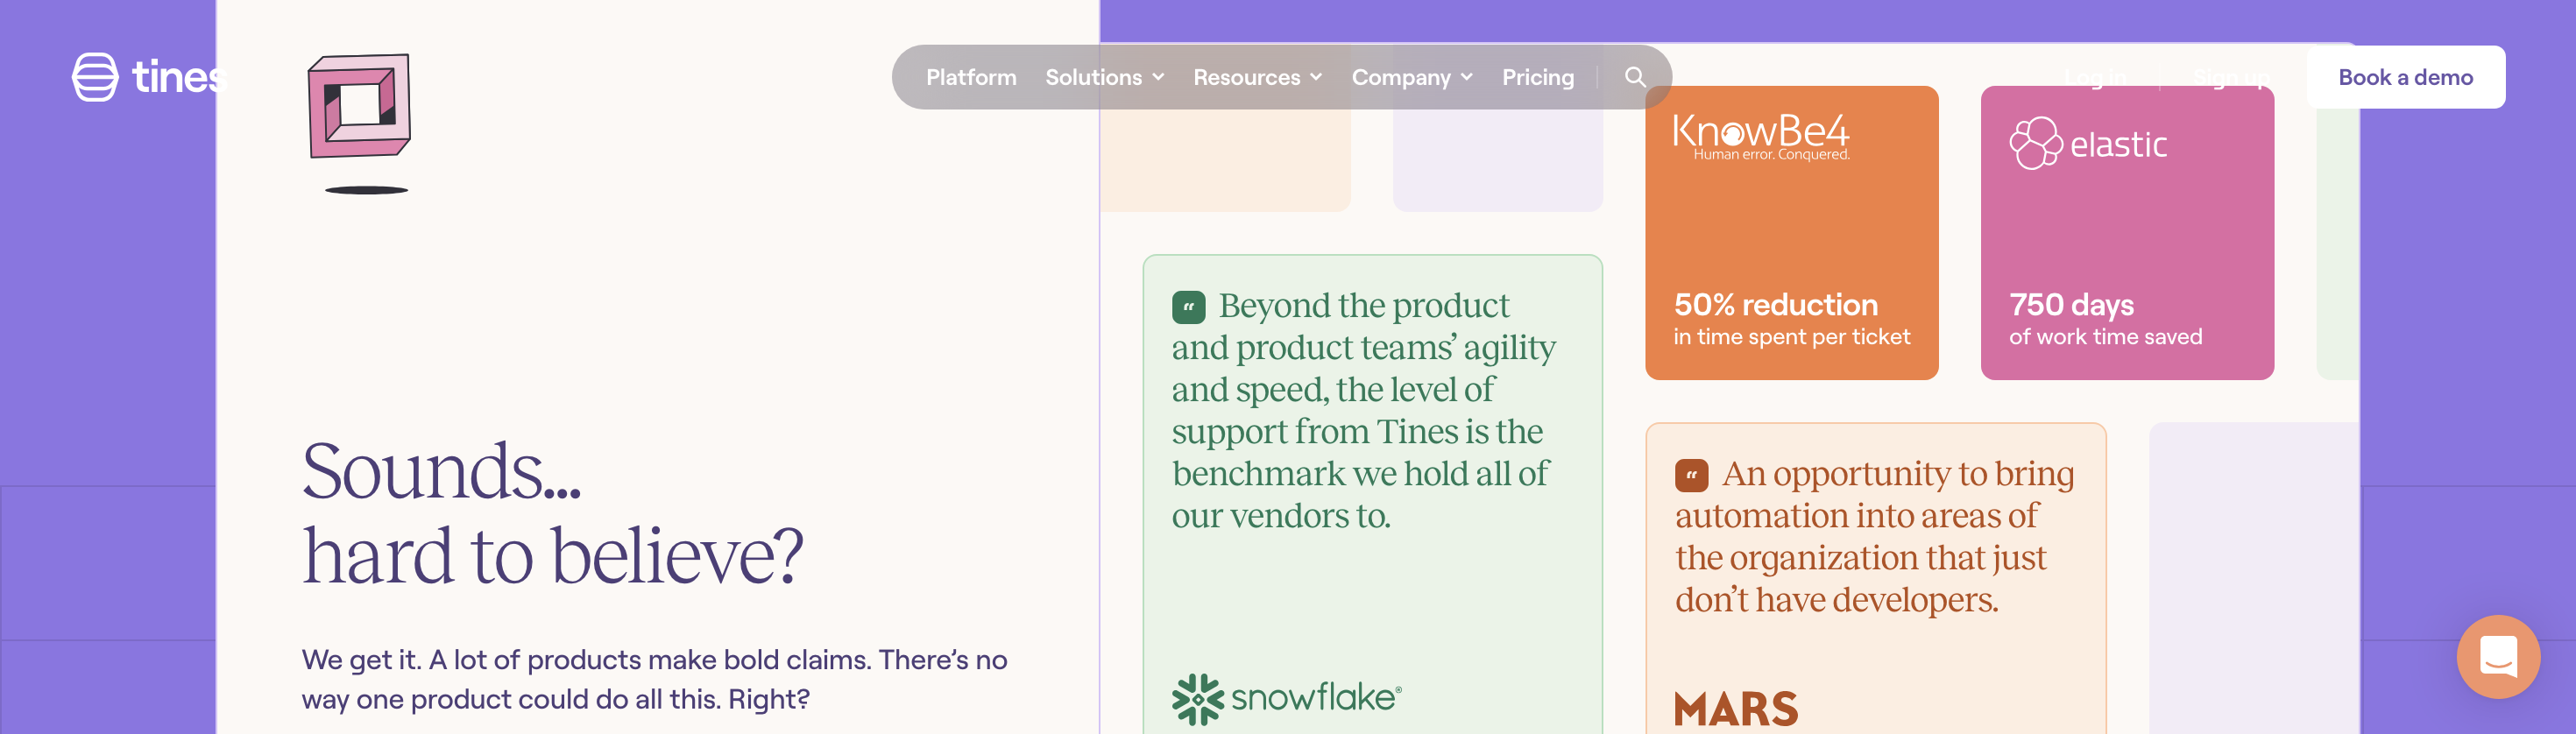 tines
Platform
Solutions
Resources
Company
Pricing
Log in
Sign up
Book a demo
Sounds...
hard to believe?
We get it. A lot of products make bold claims. There’s no
way one product could do all this. Right?
“ Beyond the product
and product teams’ agility
and speed, the level of
support from Tines is the
benchmark we hold all of
our vendors to.
snowflake®
KnowBe4
Human error. Conquered.
50% reduction
in time spent per ticket
elastic
750 days
of work time saved
“ An opportunity to bring
automation into areas of
the organization that just
don’t have developers.
MARS